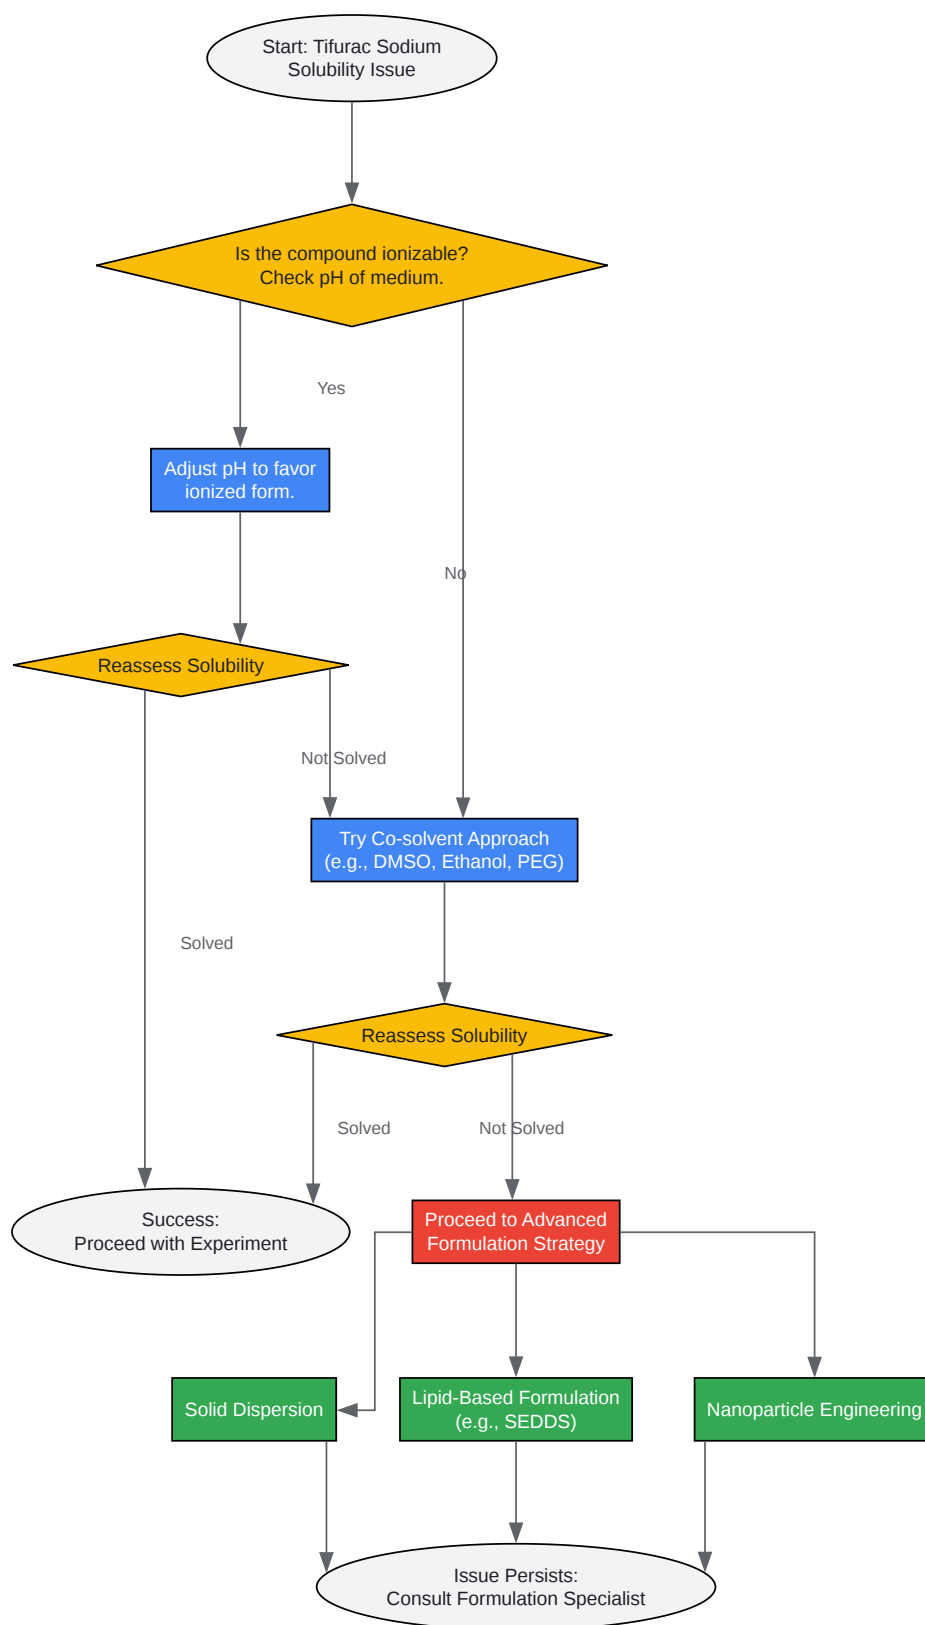 Start: Tifurac Sodium
Solubility Issue
Is the compound ionizable?
Check pH of medium.
Yes
Adjust pH to favor
ionized form.
No
Reassess Solubility
Not Solved
Try Co-solvent Approach
(e.g., DMSO, Ethanol, PEG)
Solved
Reassess Solubility
Solved
Not Solved
Success:
Proceed with Experiment
Proceed to Advanced
Formulation Strategy
Solid Dispersion
Lipid-Based Formulation
(e.g., SEDDS)
Nanoparticle Engineering
Issue Persists:
Consult Formulation Specialist